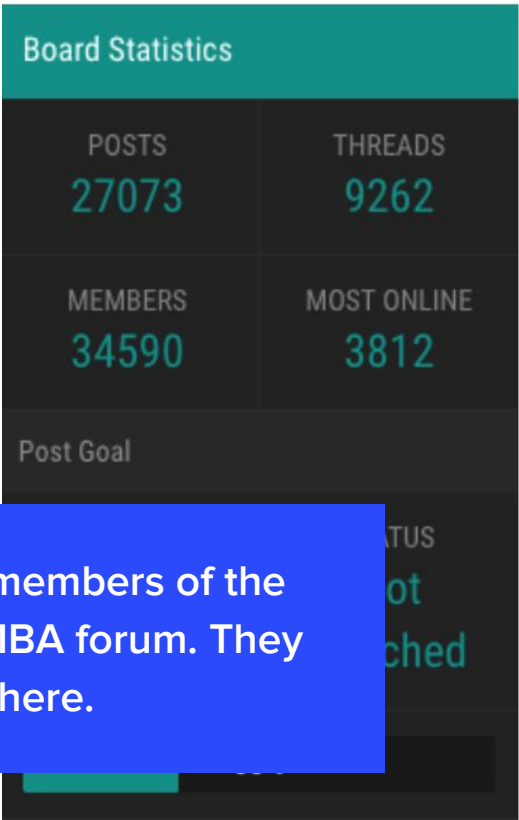 Board Statistics
POSTS THREADS
27073 9262
MEMBERS MOST ONLINE
34590 3812
Post Goal
members of the
forum. They
here.